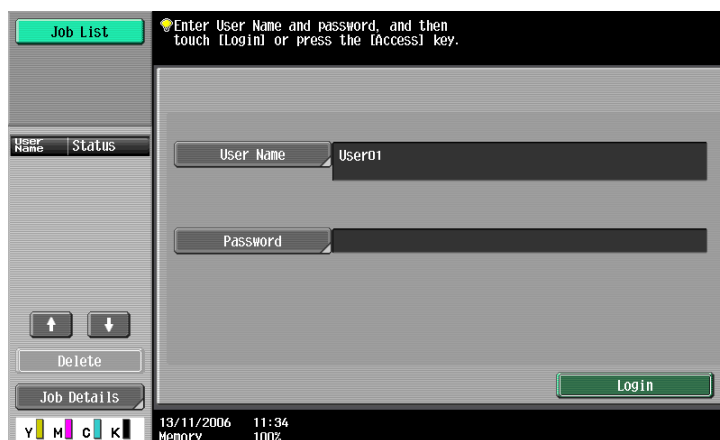 Job List
Enter User Name and password, and then
touch [Login] or press the [Access] key.
User Name
Status
User Name
User01
Password
Delete
Job Details
Login
Y M C K
13/11/2006 11:34
Memory 100%